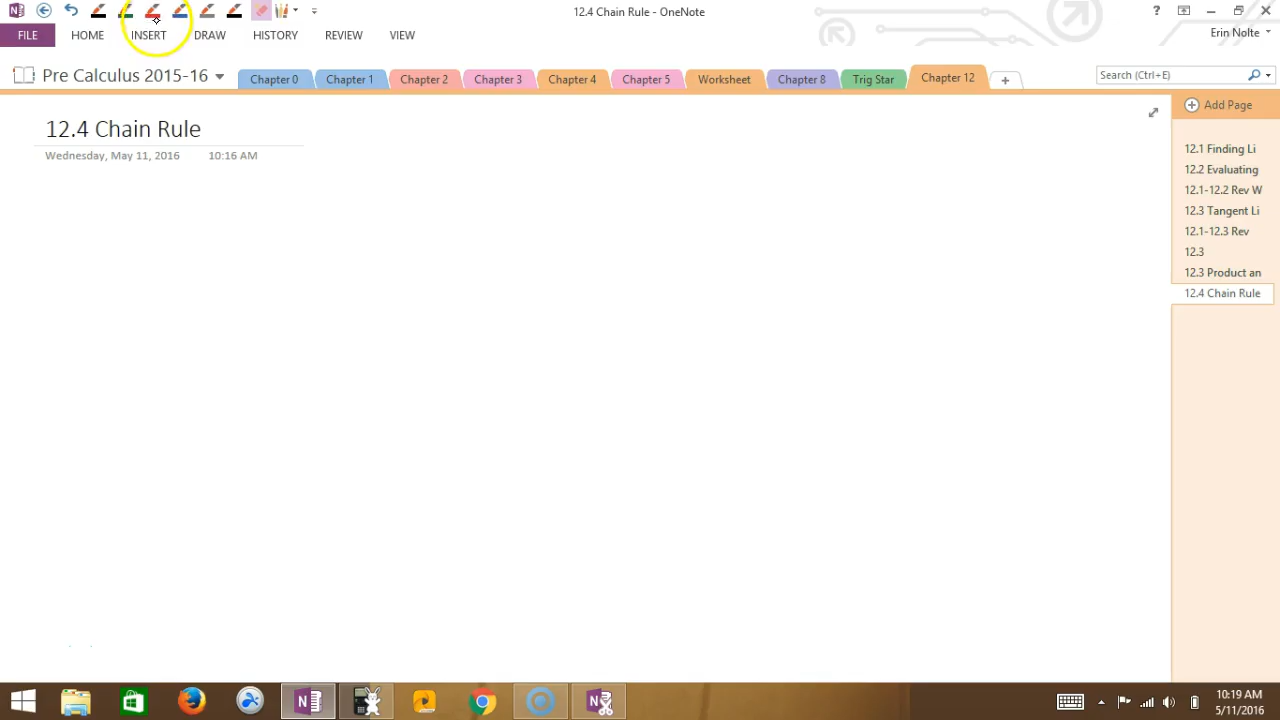 12.4 Chain Rule - OneNote
?
FILE HOME INSERT DRAW HISTORY REVIEW VIEW
Erin Nolte
Pre Calculus 2015-16
Chapter 0 Chapter 1 Chapter 2 Chapter 3 Chapter 4 Chapter 5 Worksheet Chapter 8 Trig Star Chapter 12 +
Search (Ctrl+E)
12.4 Chain Rule
Wednesday, May 11, 2016 10:16 AM
Add Page
12.1 Finding Li
12.2 Evaluating
12.1-12.2 Rev W
12.3 Tangent Li
12.1-12.3 Rev
12.3
12.3 Product an
12.4 Chain Rule
10:19 AM
5/11/2016